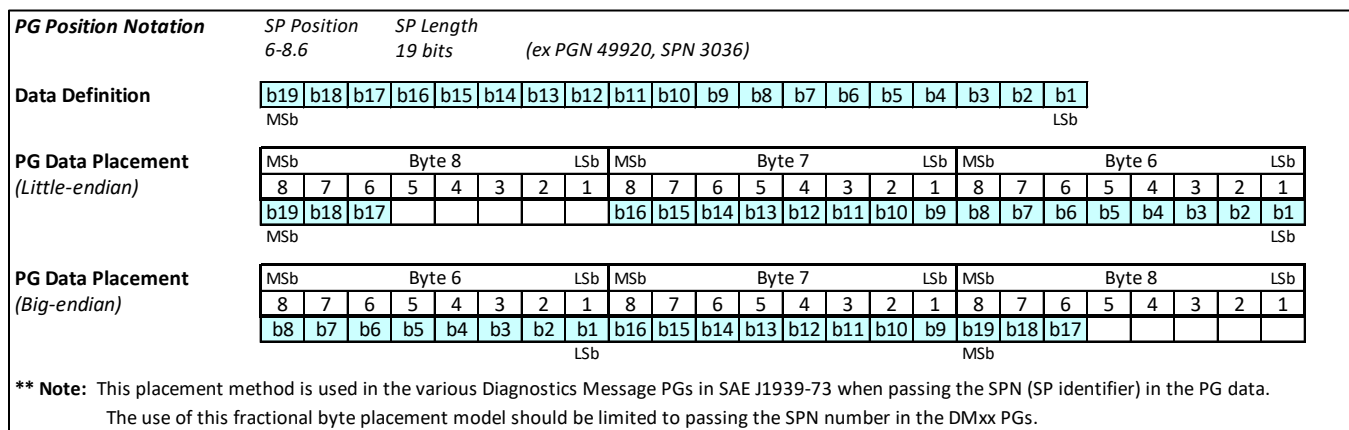 PG Position Notation SP Position SP Length
6-8.6 19 bits (ex PGN 49920, SPN 3036)
Data Definition b19 b18 b17 b16 b15 b14 b13 b12 b11 b10 b9 b8 b7 b6 b5 b4 b3 b2 b1
MSb LSb
PG Data Placement MSb Byte 8 LSb MSb Byte 7 LSb MSb Byte 6 LSb
(Little-endian) 8 7 6 5 4 3 2 1 8 7 6 5 4 3 2 1 8 7 6 5 4 3 2 1
b19 b18 b17 b16 b15 b14 b13 b12 b11 b10 b9 b8 b7 b6 b5 b4 b3 b2 b1
MSb LSb
PG Data Placement MSb Byte 6 LSb MSb Byte 7 LSb MSb Byte 8 LSb
(Big-endian) 8 7 6 5 4 3 2 1 8 7 6 5 4 3 2 1 8 7 6 5 4 3 2 1
b8 b7 b6 b5 b4 b3 b2 b1 b16 b15 b14 b13 b12 b11 b10 b9 b19 b18 b17
LSb MSb
** Note: This placement method is used in the various Diagnostics Message PGs in SAE J1939-73 when passing the SPN (SP identifier) in the PG data.
The use of this fractional byte placement model should be limited to passing the SPN number in the DMxx PGs.